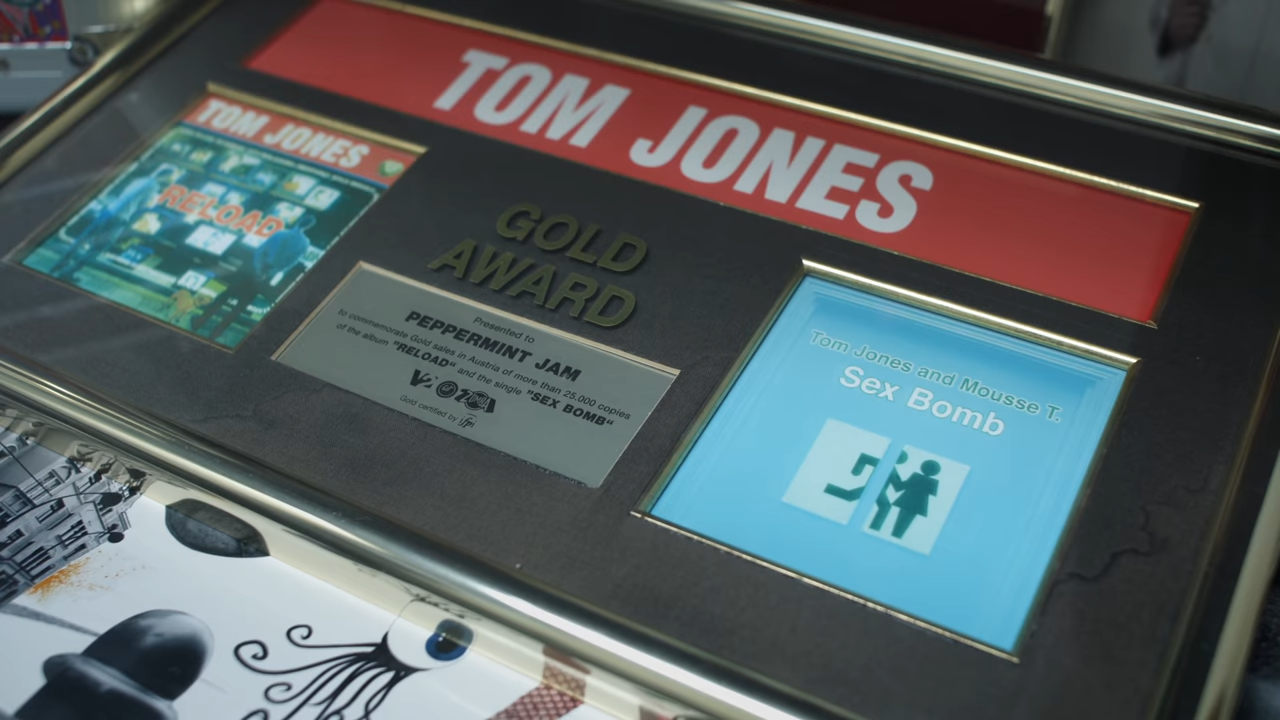 TOM JONES
TOM JONES
RELOAD
GOLD
AWARD
Presented to
PEPPERMINT JAM
to commemorate Gold sales in Austria of more than 25.000 copies
of the album "RELOAD“ and the single "SEX BOMB“
V2
Gold certified by ifpi
Tom Jones and Mousse T.
Sex Bomb